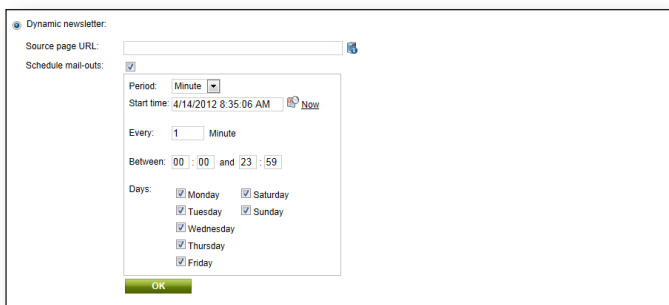 Dynamic newsletter:
Source page URL:
Schedule mail-outs:
Period: Minute
Start time: 4/14/2012 8:35:06 AM Now
Every: 1 Minute
Between: 00 : 00 and 23 : 59
Days:
Monday Saturday
Tuesday Sunday
Wednesday
Thursday
Friday
OK